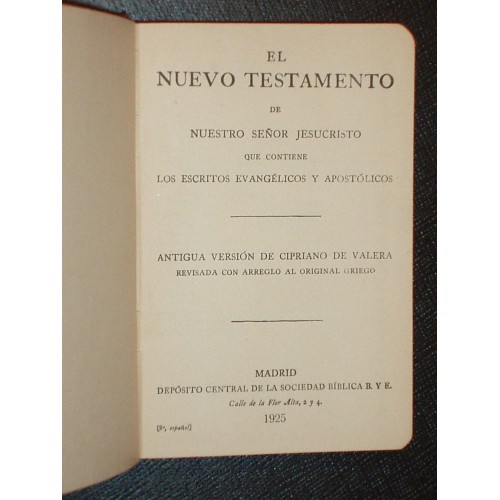 EL
NUEVO TESTAMENTO
DE
NUESTRO SEÑOR JESUCRISTO
QUE CONTIENE
LOS ESCRITOS EVANGÉLICOS Y APOSTÓLICOS
ANTIGUA VERSIÓN DE CIPRIANO DE VALERA
REVISADA CON ARREGLO AL ORIGINAL GRIEGO
MADRID
DEPÓSITO CENTRAL DE LA SOCIEDAD BÍBLICA B. Y E.
Calle de la Flor Alta, 2 y 4.
1925
[8º, español]